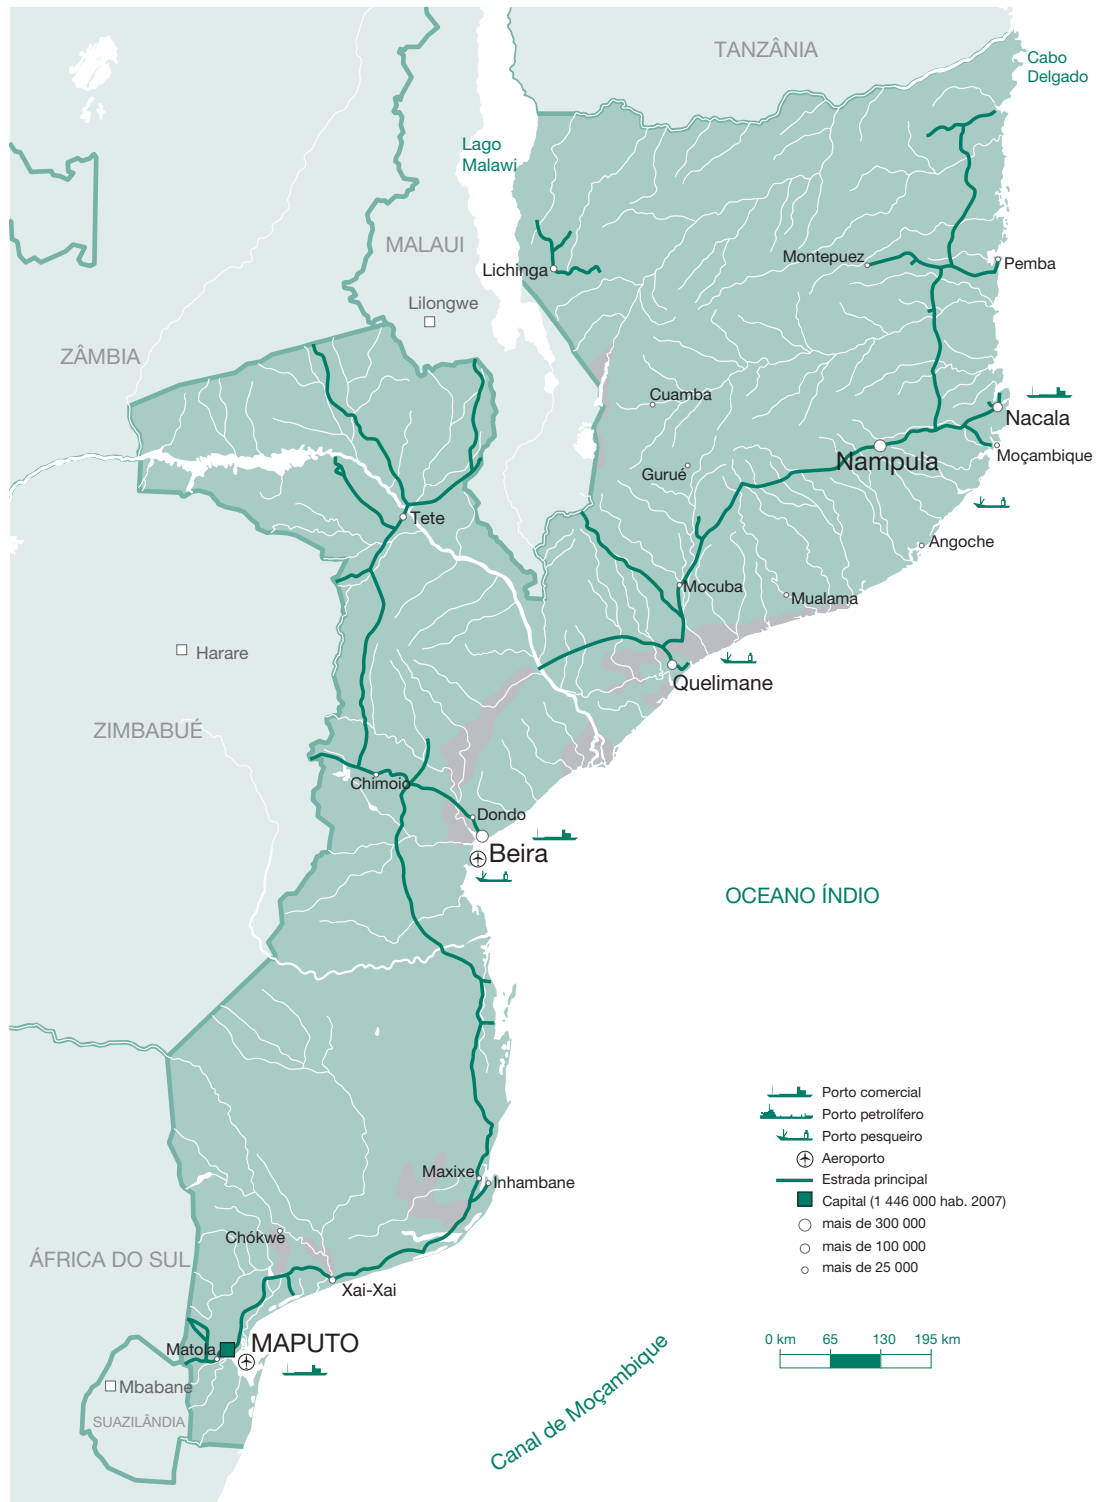 TANZÂNIA
Cabo
Delgado
Lago
Malawi
MALAUI
Lichinga
Montepuez
Pemba
Lilongwe
ZÂMBIA
Cuamba
Nacala
Nampula
Moçambique
Gurué
Tete
Angoche
Mocuba
Mualama
Harare
Quelimane
ZIMBABUÉ
Chimoio
Dondo
Beira
OCEANO ÍNDIO
Porto comercial
Porto petrolífero
Porto pesqueiro
Aeroporto
Estrada principal
Capital (1 446 000 hab. 2007)
mais de 300 000
mais de 100 000
mais de 25 000
Maxixe
Inhambane
Chókwè
ÁFRICA DO SUL
Xai-Xai
MAPUTO
Matola
0 km 65 130 195 km
Mbabane
SUAZILÂNDIA
Canal de Moçambique